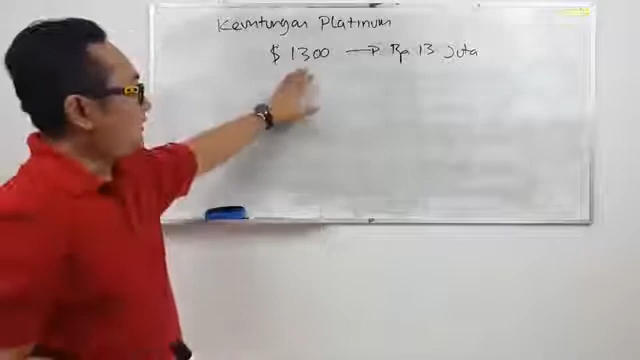 Keuntungan Platinum
$ 1300 → Rp 13 Juta